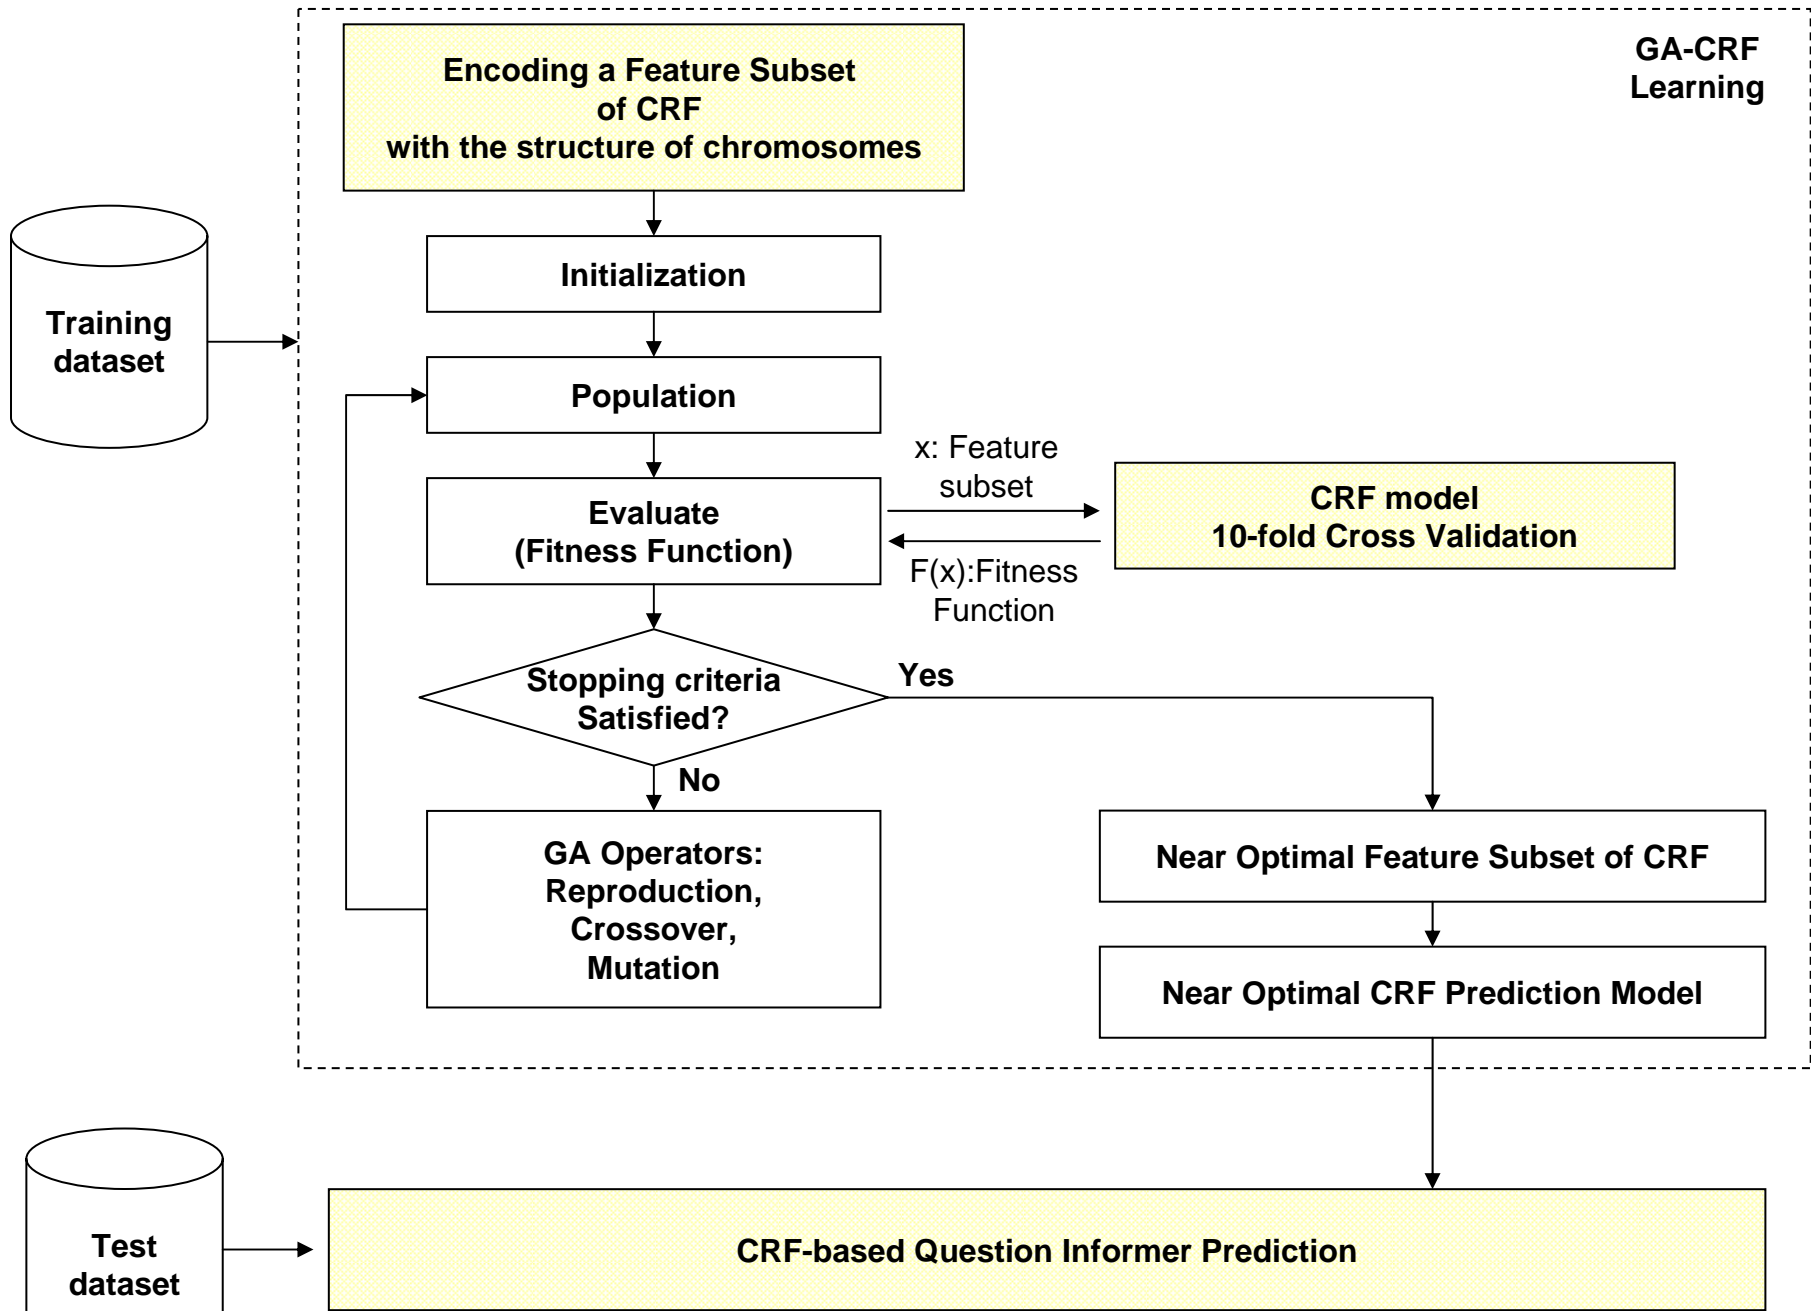 GA-CRF
Learning
Encoding a Feature Subset
of CRF
with the structure of chromosomes
Initialization
Training
dataset
Population
x: Feature
subset
Evaluate
(Fitness Function)
CRF model
10-fold Cross Validation
F(x):Fitness
Function
Stopping criteria
Satisfied?
Yes
No
GA Operators:
Reproduction,
Crossover,
Mutation
Near Optimal Feature Subset of CRF
Near Optimal CRF Prediction Model
Test
dataset
CRF-based Question Informer Prediction